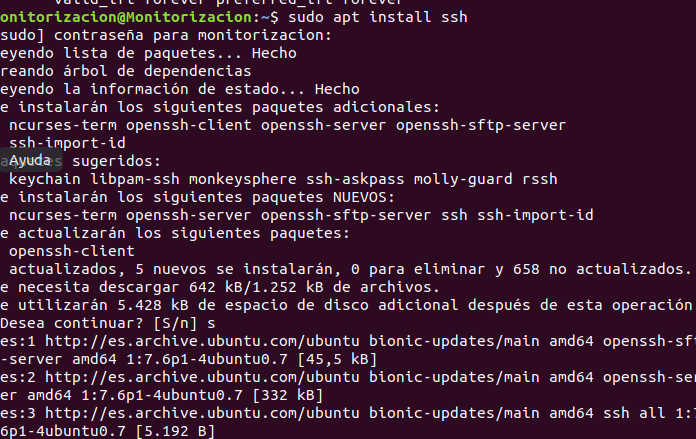 valid_lft forever preferred_lft forever
onitorizacion@Monitorizacion:~$ sudo apt install ssh
sudo] contraseña para monitorizacion:
eyendo lista de paquetes... Hecho
reando árbol de dependencias
eyendo la información de estado... Hecho
e instalarán los siguientes paquetes adicionales:
ncurses-term openssh-client openssh-server openssh-sftp-server
ssh-import-id
Ayuda sugeridos:
keychain libpam-ssh monkeysphere ssh-askpass molly-guard rssh
e instalarán los siguientes paquetes NUEVOS:
ncurses-term openssh-server openssh-sftp-server ssh ssh-import-id
e actualizarán los siguientes paquetes:
openssh-client
actualizados, 5 nuevos se instalarán, 0 para eliminar y 658 no actualizados.
e necesita descargar 642 kB/1.252 kB de archivos.
e utilizarán 5.428 kB de espacio de disco adicional después de esta operación
Desea continuar? [S/n] s
es:1 http://es.archive.ubuntu.com/ubuntu bionic-updates/main amd64 openssh-sft
-server amd64 1:7.6p1-4ubuntu0.7 [45,5 kB]
es:2 http://es.archive.ubuntu.com/ubuntu bionic-updates/main amd64 openssh-ser
er amd64 1:7.6p1-4ubuntu0.7 [332 kB]
es:3 http://es.archive.ubuntu.com/ubuntu bionic-updates/main amd64 ssh all 1:7
6p1-4ubuntu0.7 [5.192 B]